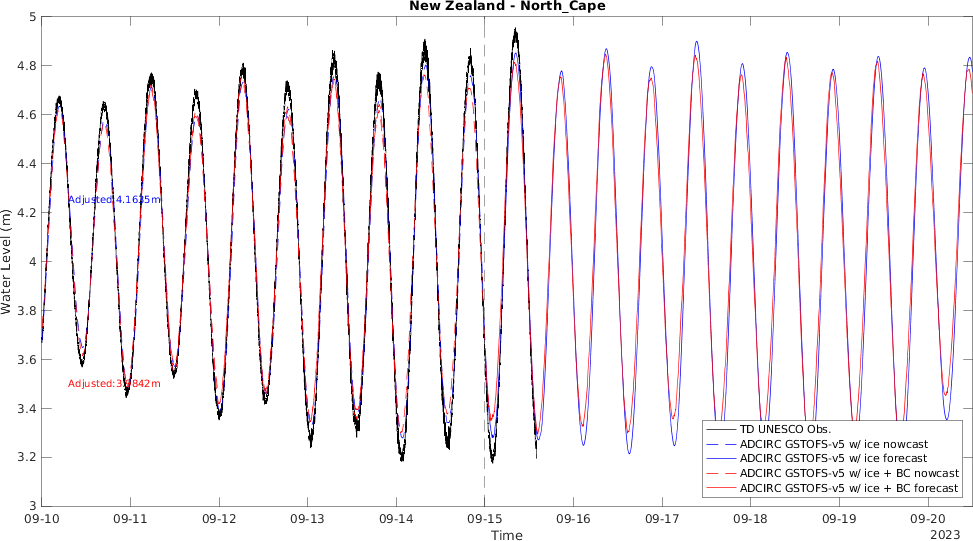 New Zealand - North_Cape
Water Level (m)
5
4.8
4.6
4.4
4.2
4
3.8
3.6
3.4
3.2
3
Adjusted:4.1635m
TD UNESCO Obs.
ADCIRC GSTOFS-v5 w/ ice nowcast
ADCIRC GSTOFS-v5 w/ ice forecast
ADCIRC GSTOFS-v5 w/ ice + BC nowcast
ADCIRC GSTOFS-v5 w/ ice + BC forecast
09-10 09-11 09-12 09-13 09-14 09-15 09-16 09-17 09-18 09-19 09-20
Time
2023